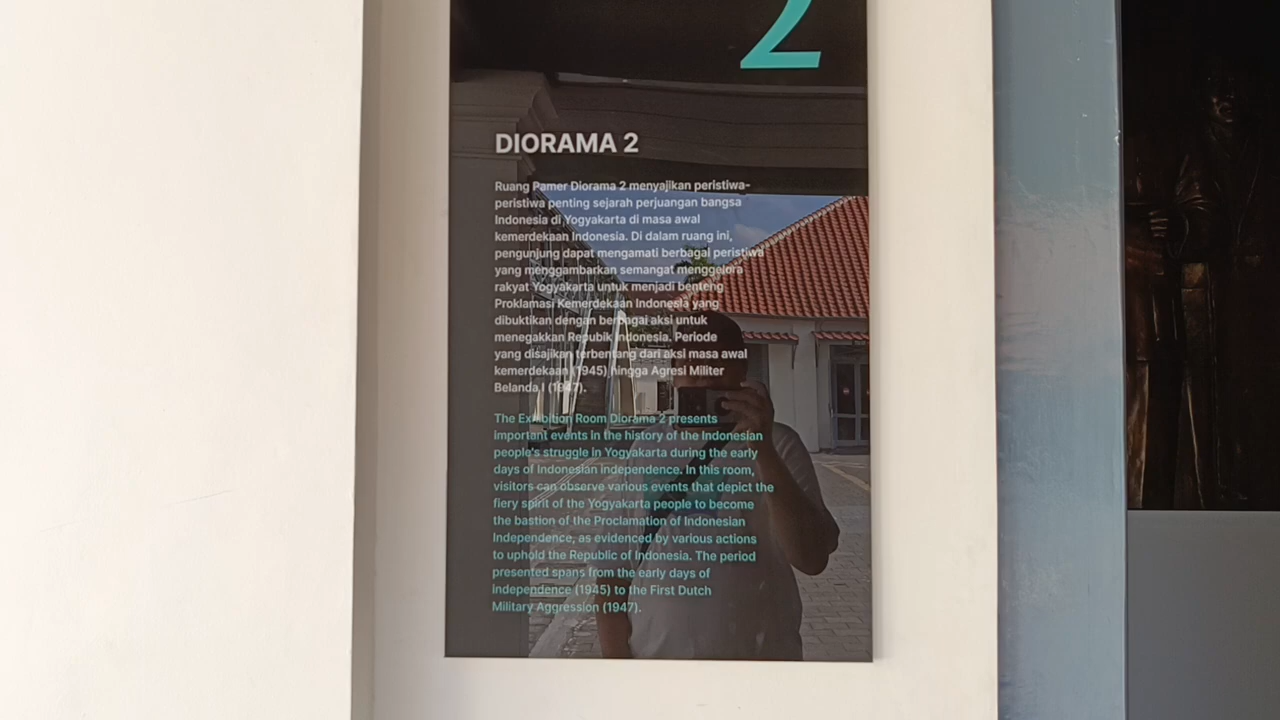 2
DIORAMA 2
Ruang Pamer Diorama 2 menyajikan peristiwa-
peristiwa penting sejarah perjuangan bangsa
Indonesia di Yogyakarta di masa awal
kemerdekaan Indonesia. Di dalam ruang ini,
pengunjung dapat mengamati berbagai peristiwa
yang menggambarkan semangat menggelora
rakyat Yogyakarta untuk menjadi benteng
Proklamasi Kemerdekaan Indonesia yang
dibuktikan dengan berbagai aksi untuk
menegakkan Repubik Indonesia. Periode
yang disajikan terbentang dari aksi masa awal
kemerdekaan (1945) hingga Agresi Militer
Belanda I (1947).
The Exhibition Room Diorama 2 presents
important events in the history of the Indonesian
people's struggle in Yogyakarta during the early
days of Indonesian independence. In this room,
visitors can observe various events that depict the
fiery spirit of the Yogyakarta people to become
the bastion of the Proclamation of Indonesian
Independence, as evidenced by various actions
to uphold the Republic of Indonesia. The period
presented spans from the early days of
independence (1945) to the First Dutch
Military Aggression (1947).